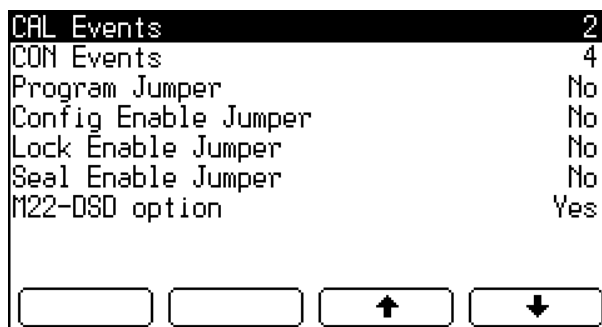 CAL Events 2
CON Events 4
Program Jumper No
Config Enable Jumper No
Lock Enable Jumper No
Seal Enable Jumper No
M22-DSD option Yes